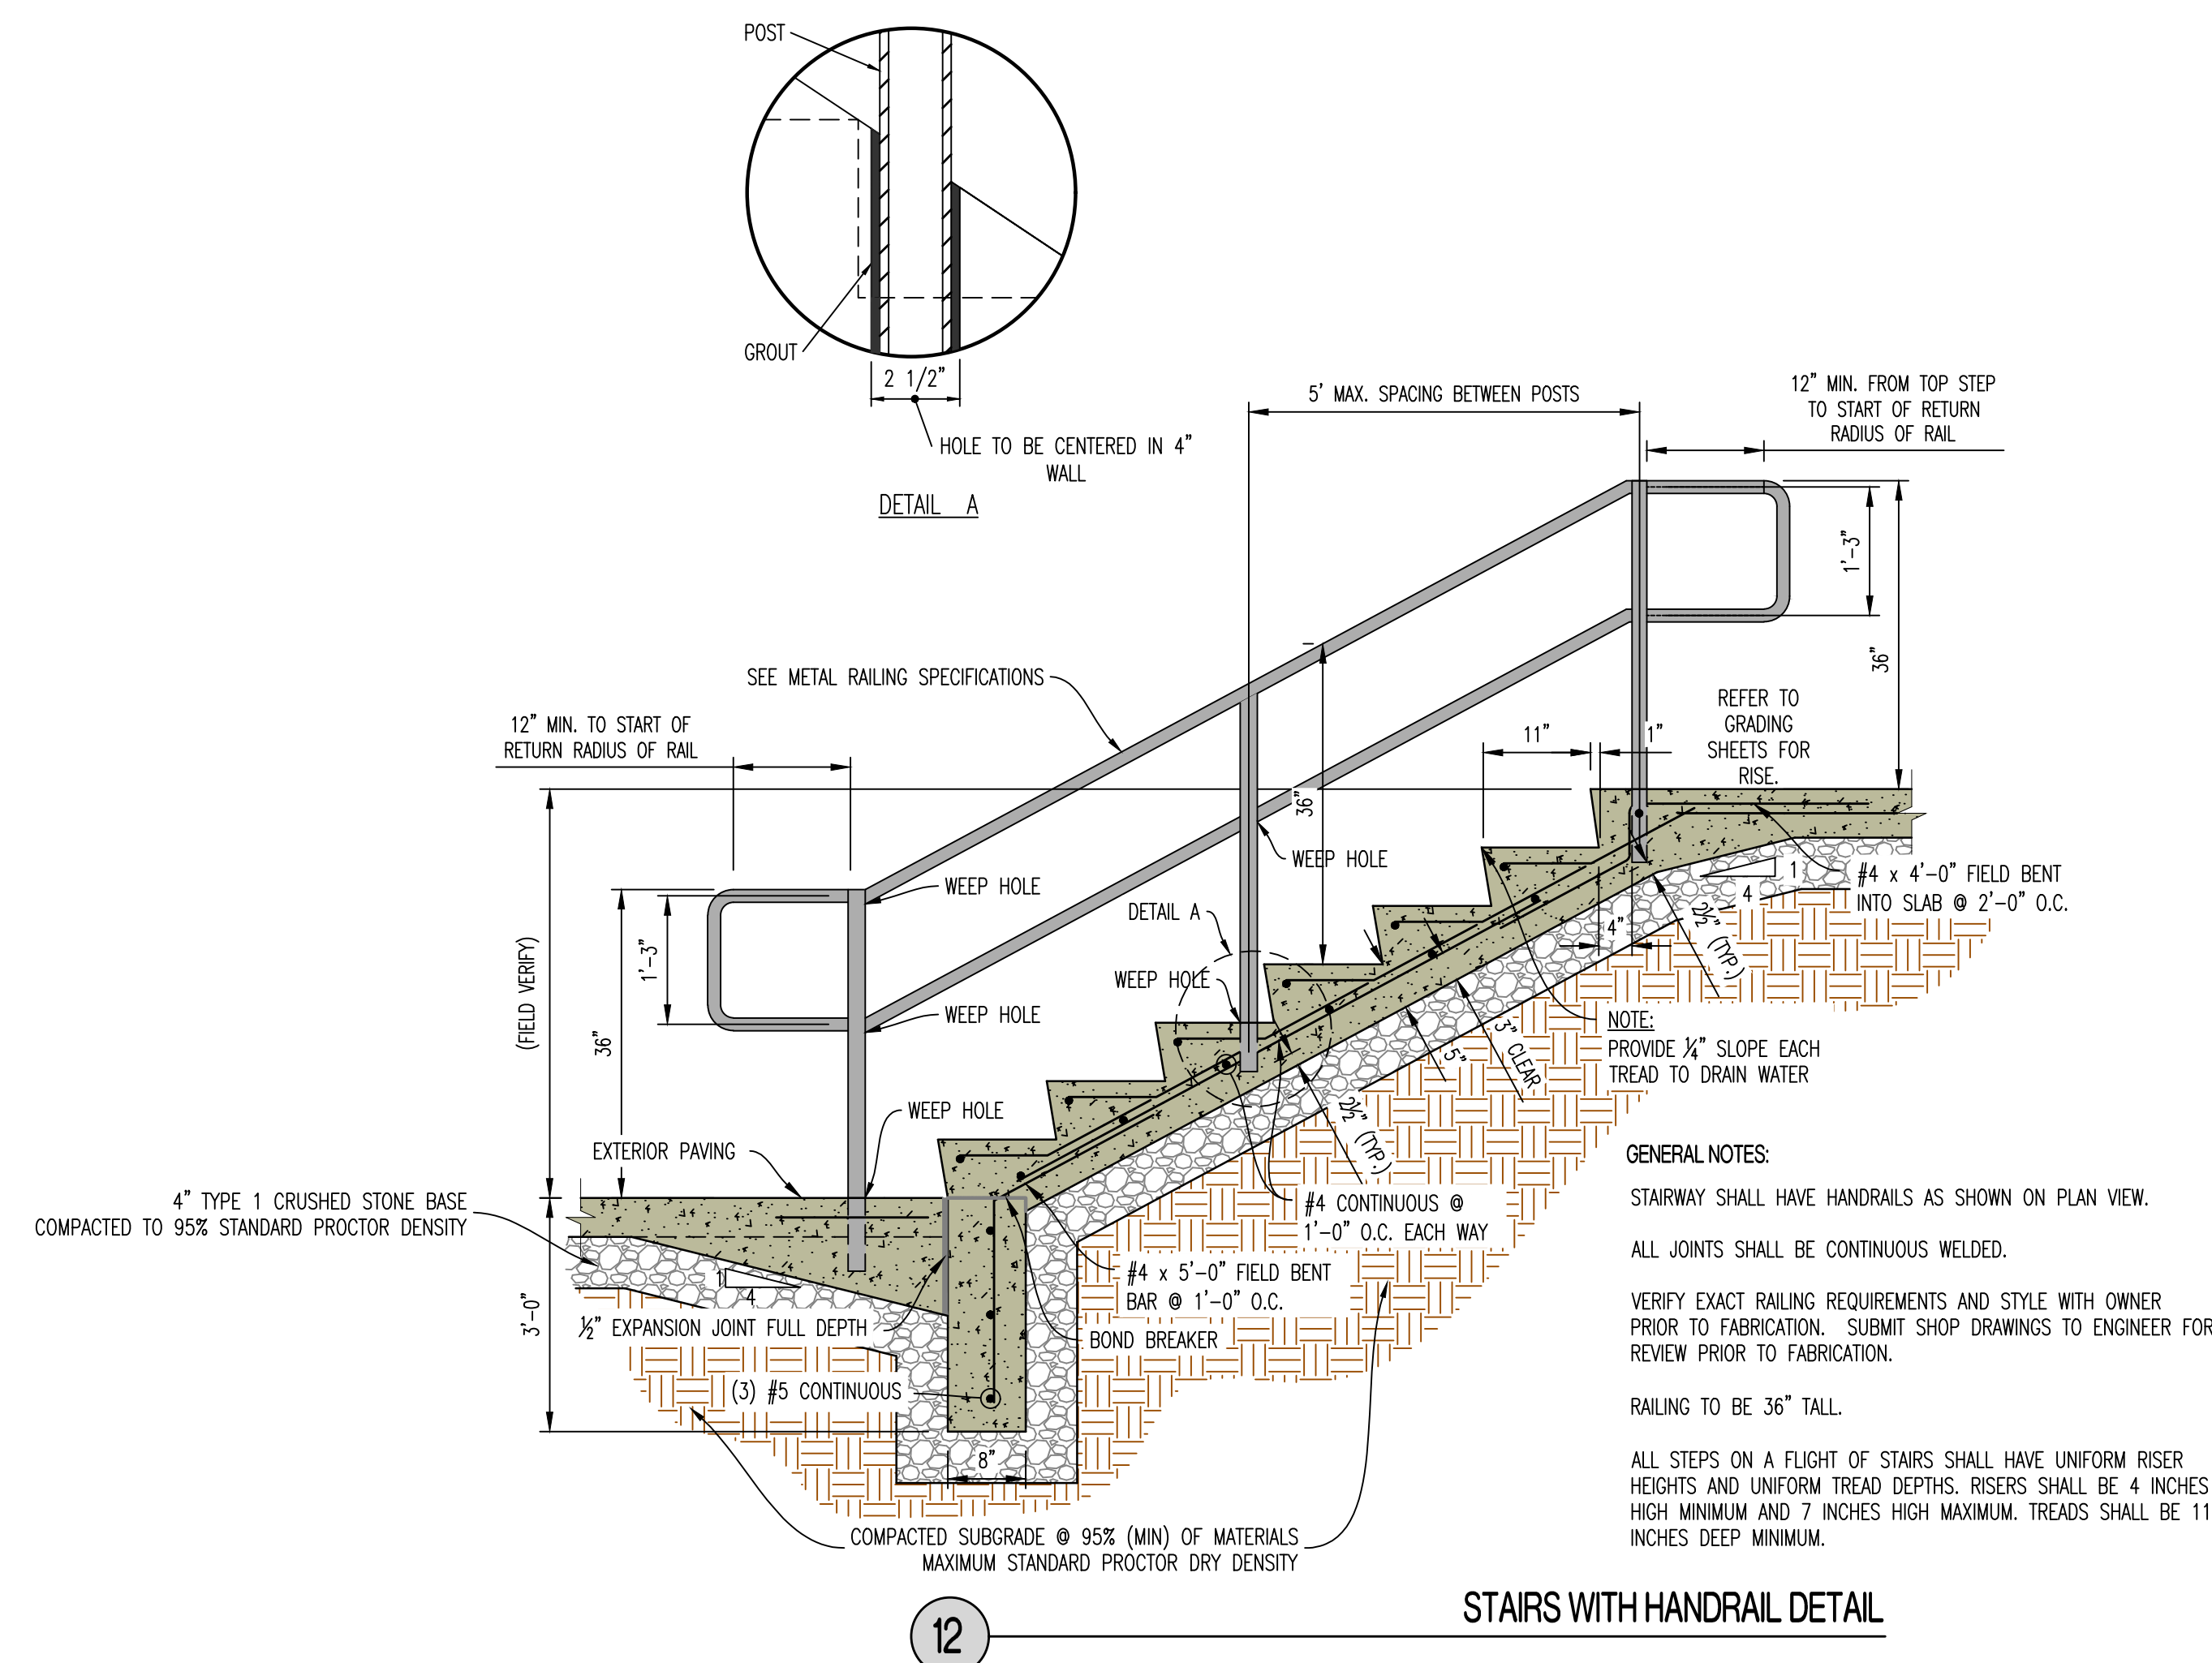 POST
GROUT
2 1/2"
HOLE TO BE CENTERED IN 4"
WALL
DETAIL A
5' MAX. SPACING BETWEEN POSTS
12" MIN. FROM TOP STEP
TO START OF RETURN
RADIUS OF RAIL
1'-3"
36"
SEE METAL RAILING SPECIFICATIONS
12" MIN. TO START OF
RETURN RADIUS OF RAIL
REFER TO
GRADING
SHEETS FOR
RISE.
11"
1"
36"
WEEP HOLE
WEEP HOLE
DETAIL A
WEEP HOLE
WEEP HOLE
WEEP HOLE
(FIELD VERIFY)
36"
1'-3"
1
4
#4 x 4'-0" FIELD BENT
INTO SLAB @ 2'-0" O.C.
4"
2½" (TYP.)
NOTE:
PROVIDE ¼" SLOPE EACH
TREAD TO DRAIN WATER
3" CLEAR
5"
2½" (TYP.)
EXTERIOR PAVING
4" TYPE 1 CRUSHED STONE BASE
COMPACTED TO 95% STANDARD PROCTOR DENSITY
#4 CONTINUOUS @
1'-0" O.C. EACH WAY
#4 x 5'-0" FIELD BENT
BAR @ 1'-0" O.C.
BOND BREAKER
1
4
½" EXPANSION JOINT FULL DEPTH
3'-0"
(3) #5 CONTINUOUS
8"
COMPACTED SUBGRADE @ 95% (MIN) OF MATERIALS
MAXIMUM STANDARD PROCTOR DRY DENSITY
GENERAL NOTES:
STAIRWAY SHALL HAVE HANDRAILS AS SHOWN ON PLAN VIEW.
ALL JOINTS SHALL BE CONTINUOUS WELDED.
VERIFY EXACT RAILING REQUIREMENTS AND STYLE WITH OWNER
PRIOR TO FABRICATION. SUBMIT SHOP DRAWINGS TO ENGINEER FOR
REVIEW PRIOR TO FABRICATION.
RAILING TO BE 36" TALL.
ALL STEPS ON A FLIGHT OF STAIRS SHALL HAVE UNIFORM RISER
HEIGHTS AND UNIFORM TREAD DEPTHS. RISERS SHALL BE 4 INCHES
HIGH MINIMUM AND 7 INCHES HIGH MAXIMUM. TREADS SHALL BE 11
INCHES DEEP MINIMUM.
12
STAIRS WITH HANDRAIL DETAIL